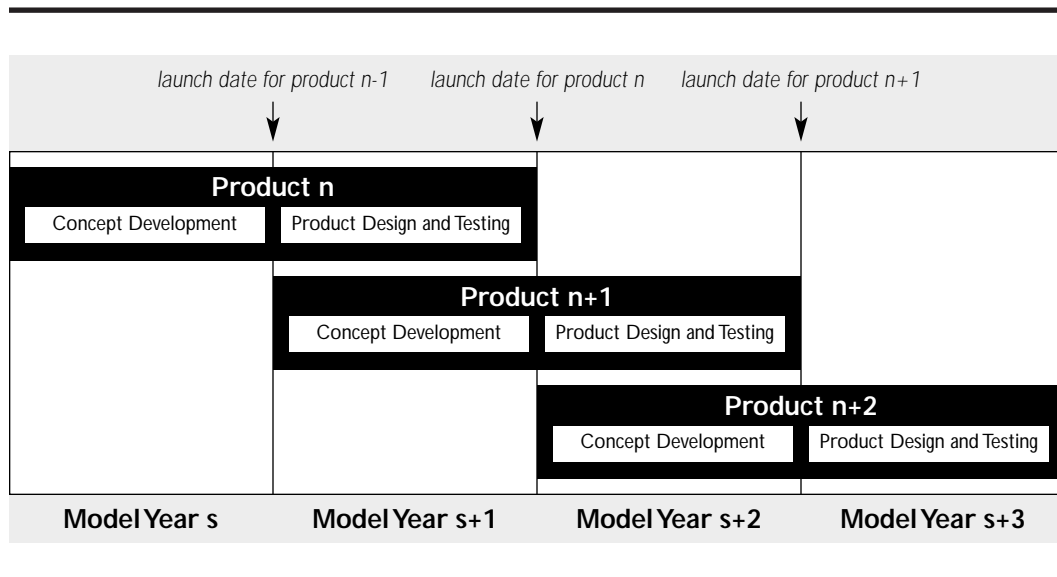 launch date for product n-1
launch date for product n
launch date for product n+1
Product n
Concept Development
Product Design and Testing
Product n+1
Concept Development
Product Design and Testing
Product n+2
Concept Development
Product Design and Testing
Model Year s
Model Year s+1
Model Year s+2
Model Year s+3